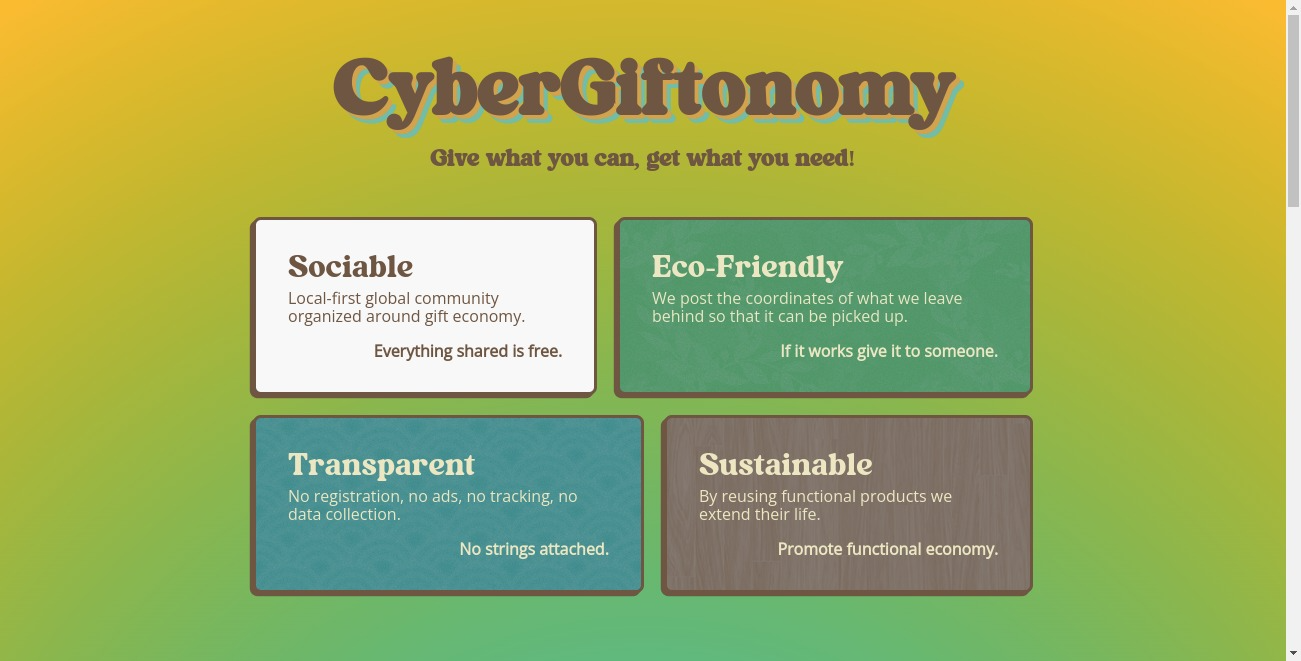 CyberGiftonomy
Give what you can, get what you need!
Sociable
Local-first global community
organized around gift economy.
Everything shared is free.
Eco-Friendly
We post the coordinates of what we leave
behind so that it can be picked up.
If it works give it to someone.
Transparent
No registration, no ads, no tracking, no
data collection.
No strings attached.
Sustainable
By reusing functional products we
extend their life.
Promote functional economy.